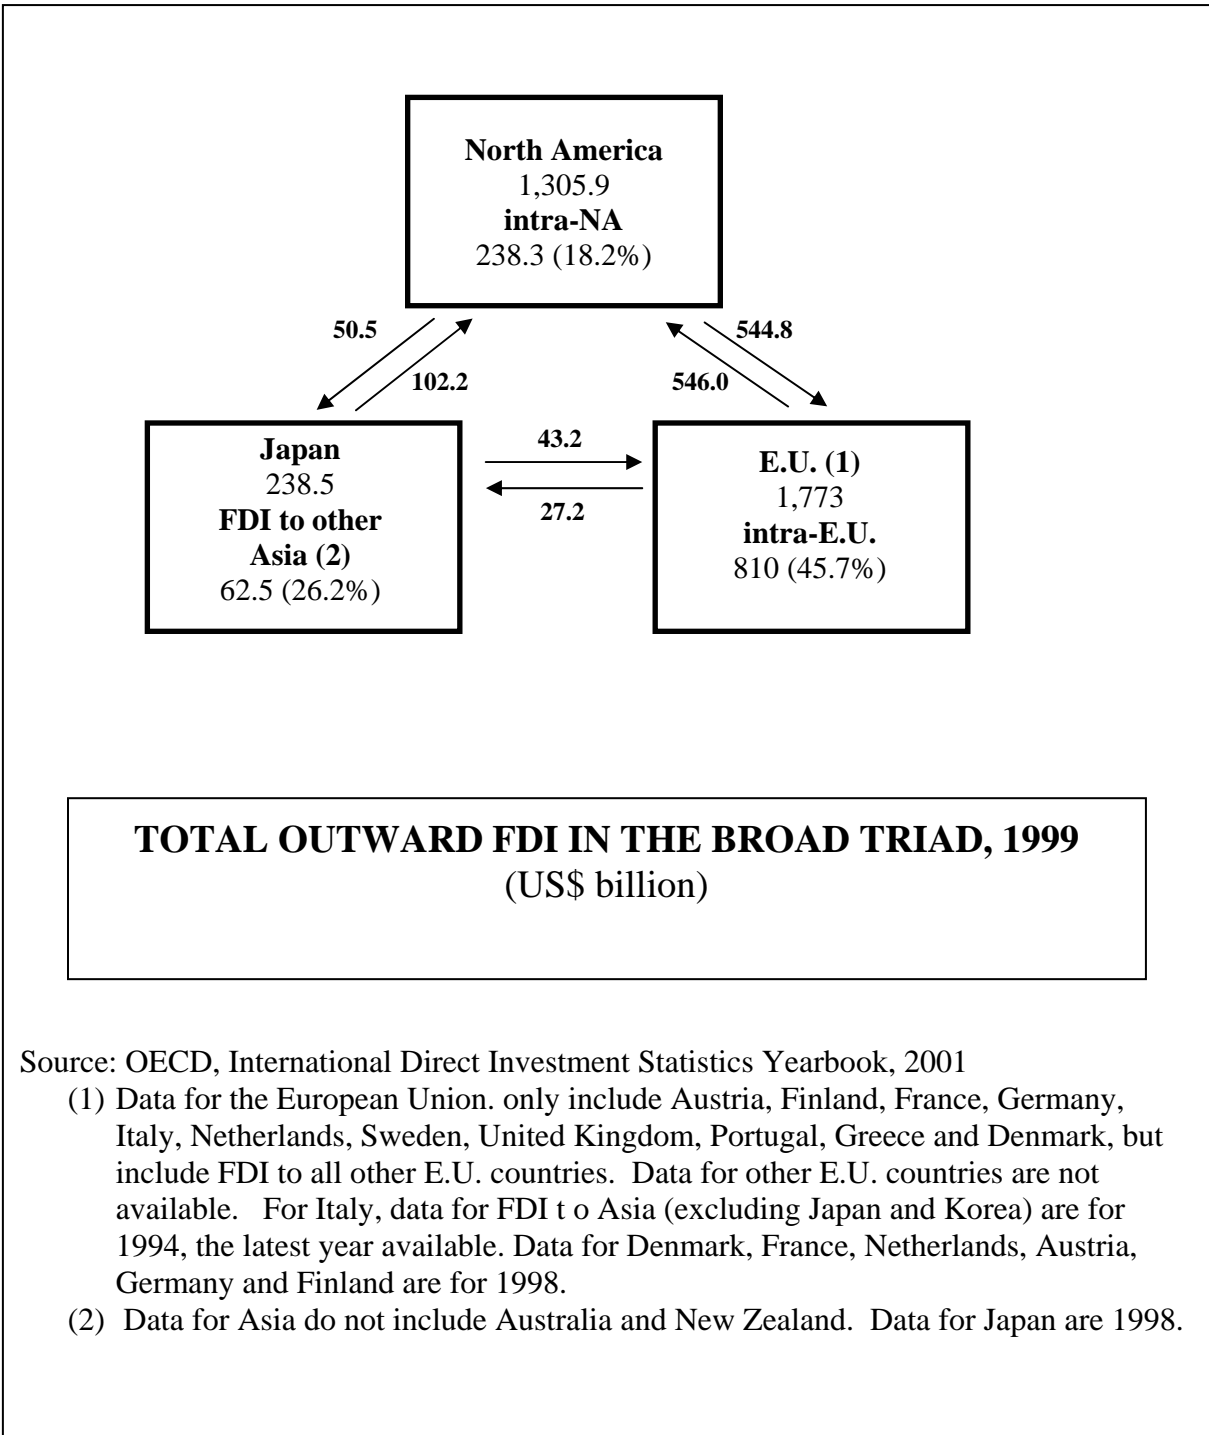 North America
1,305.9
intra-NA
238.3 (18.2%)
50.5
102.2
544.8
546.0
Japan
238.5
FDI to other
Asia (2)
62.5 (26.2%)
43.2
27.2
E.U. (1)
1,773
intra-E.U.
810 (45.7%)
TOTAL OUTWARD FDI IN THE BROAD TRIAD, 1999
(US$ billion)
Source: OECD, International Direct Investment Statistics Yearbook, 2001
(1) Data for the European Union. only include Austria, Finland, France, Germany,
Italy, Netherlands, Sweden, United Kingdom, Portugal, Greece and Denmark, but
include FDI to all other E.U. countries.  Data for other E.U. countries are not
available.   For Italy, data for FDI t o Asia (excluding Japan and Korea) are for
1994, the latest year available. Data for Denmark, France, Netherlands, Austria,
Germany and Finland are for 1998.
(2)  Data for Asia do not include Australia and New Zealand.  Data for Japan are 1998.